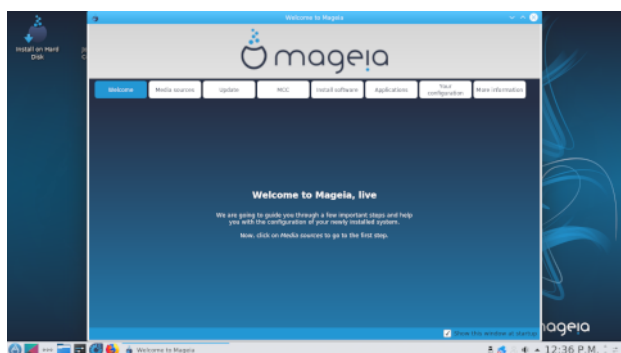 Welcome to Mageia
Install on Hard
Disk
mageia
Welcome
Media sources
Update
MCC
Install software
Applications
Your
configuration
More information
Welcome to Mageia, live
We are going to guide you through a few important steps and help
you with the configuration of your newly installed system.
Now, click on Media sources to go to the first step.
Show this window at startup
mageia
Welcome to Mageia
12:36 P.M.